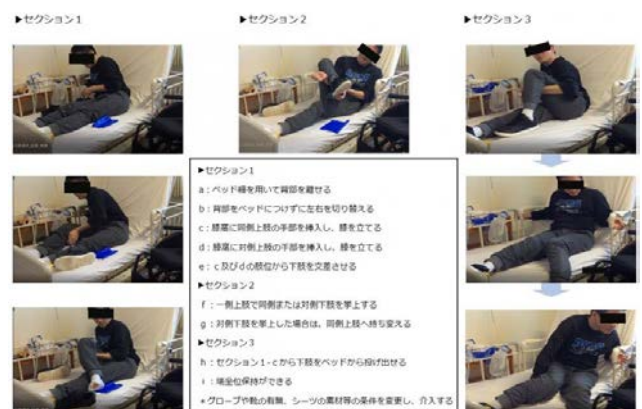 ▶セクション1
▶セクション2
▶セクション3
▶セクション1
a：ベッド柵を用いて背部を離せる
b：背部をベッドにつけずに左右を切り替える
c：膝窩に同側上肢の手部を挿入し、膝を立てる
d：膝窩に対側上肢の手部を挿入し、膝を立てる
e：c及びdの肢位から下肢を交差させる
▶セクション2
f：一側上肢で同側または対側下肢を挙上する
g：対側下肢を挙上した場合は、同側上肢へ持ち変える
▶セクション3
h：セクション1-cから下肢をベッドから投げ出せる
i：端坐位保持ができる
*グローブや靴の有無、シーツの素材等の条件を変更し、介入する